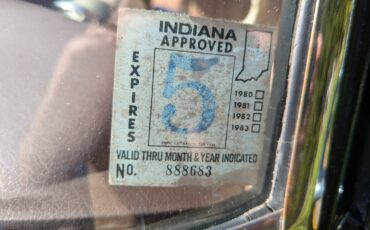 INDIANA
APPROVED
EXPIRES
5
1980
1981
1982
1983
VALID THRU MONTH & YEAR INDICATED
No. 888683